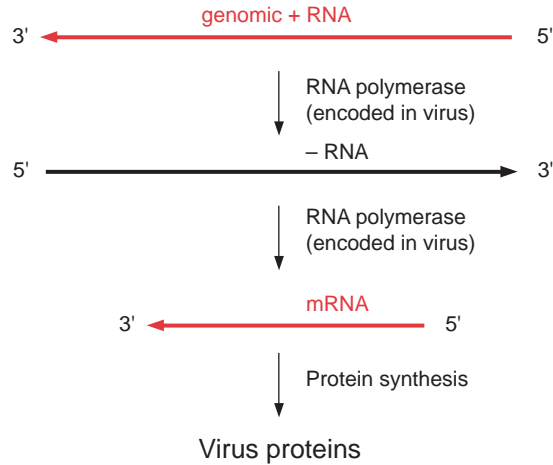 genomic + RNA
3' 5'
RNA polymerase
(encoded in virus)
– RNA
5' 3'
RNA polymerase
(encoded in virus)
mRNA
3' 5'
Protein synthesis
Virus proteins